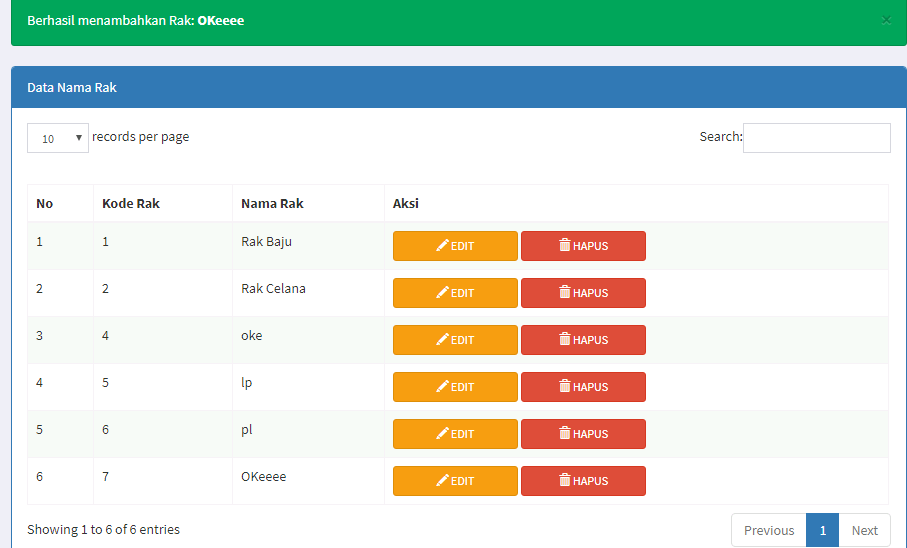 Berhasil menambahkan Rak: OKeeee ×
Data Nama Rak
10 records per page Search:
No Kode Rak Nama Rak Aksi
1 1 Rak Baju EDIT HAPUS
2 2 Rak Celana EDIT HAPUS
3 4 oke EDIT HAPUS
4 5 lp EDIT HAPUS
5 6 pl EDIT HAPUS
6 7 OKeeee EDIT HAPUS
Showing 1 to 6 of 6 entries Previous 1 Next